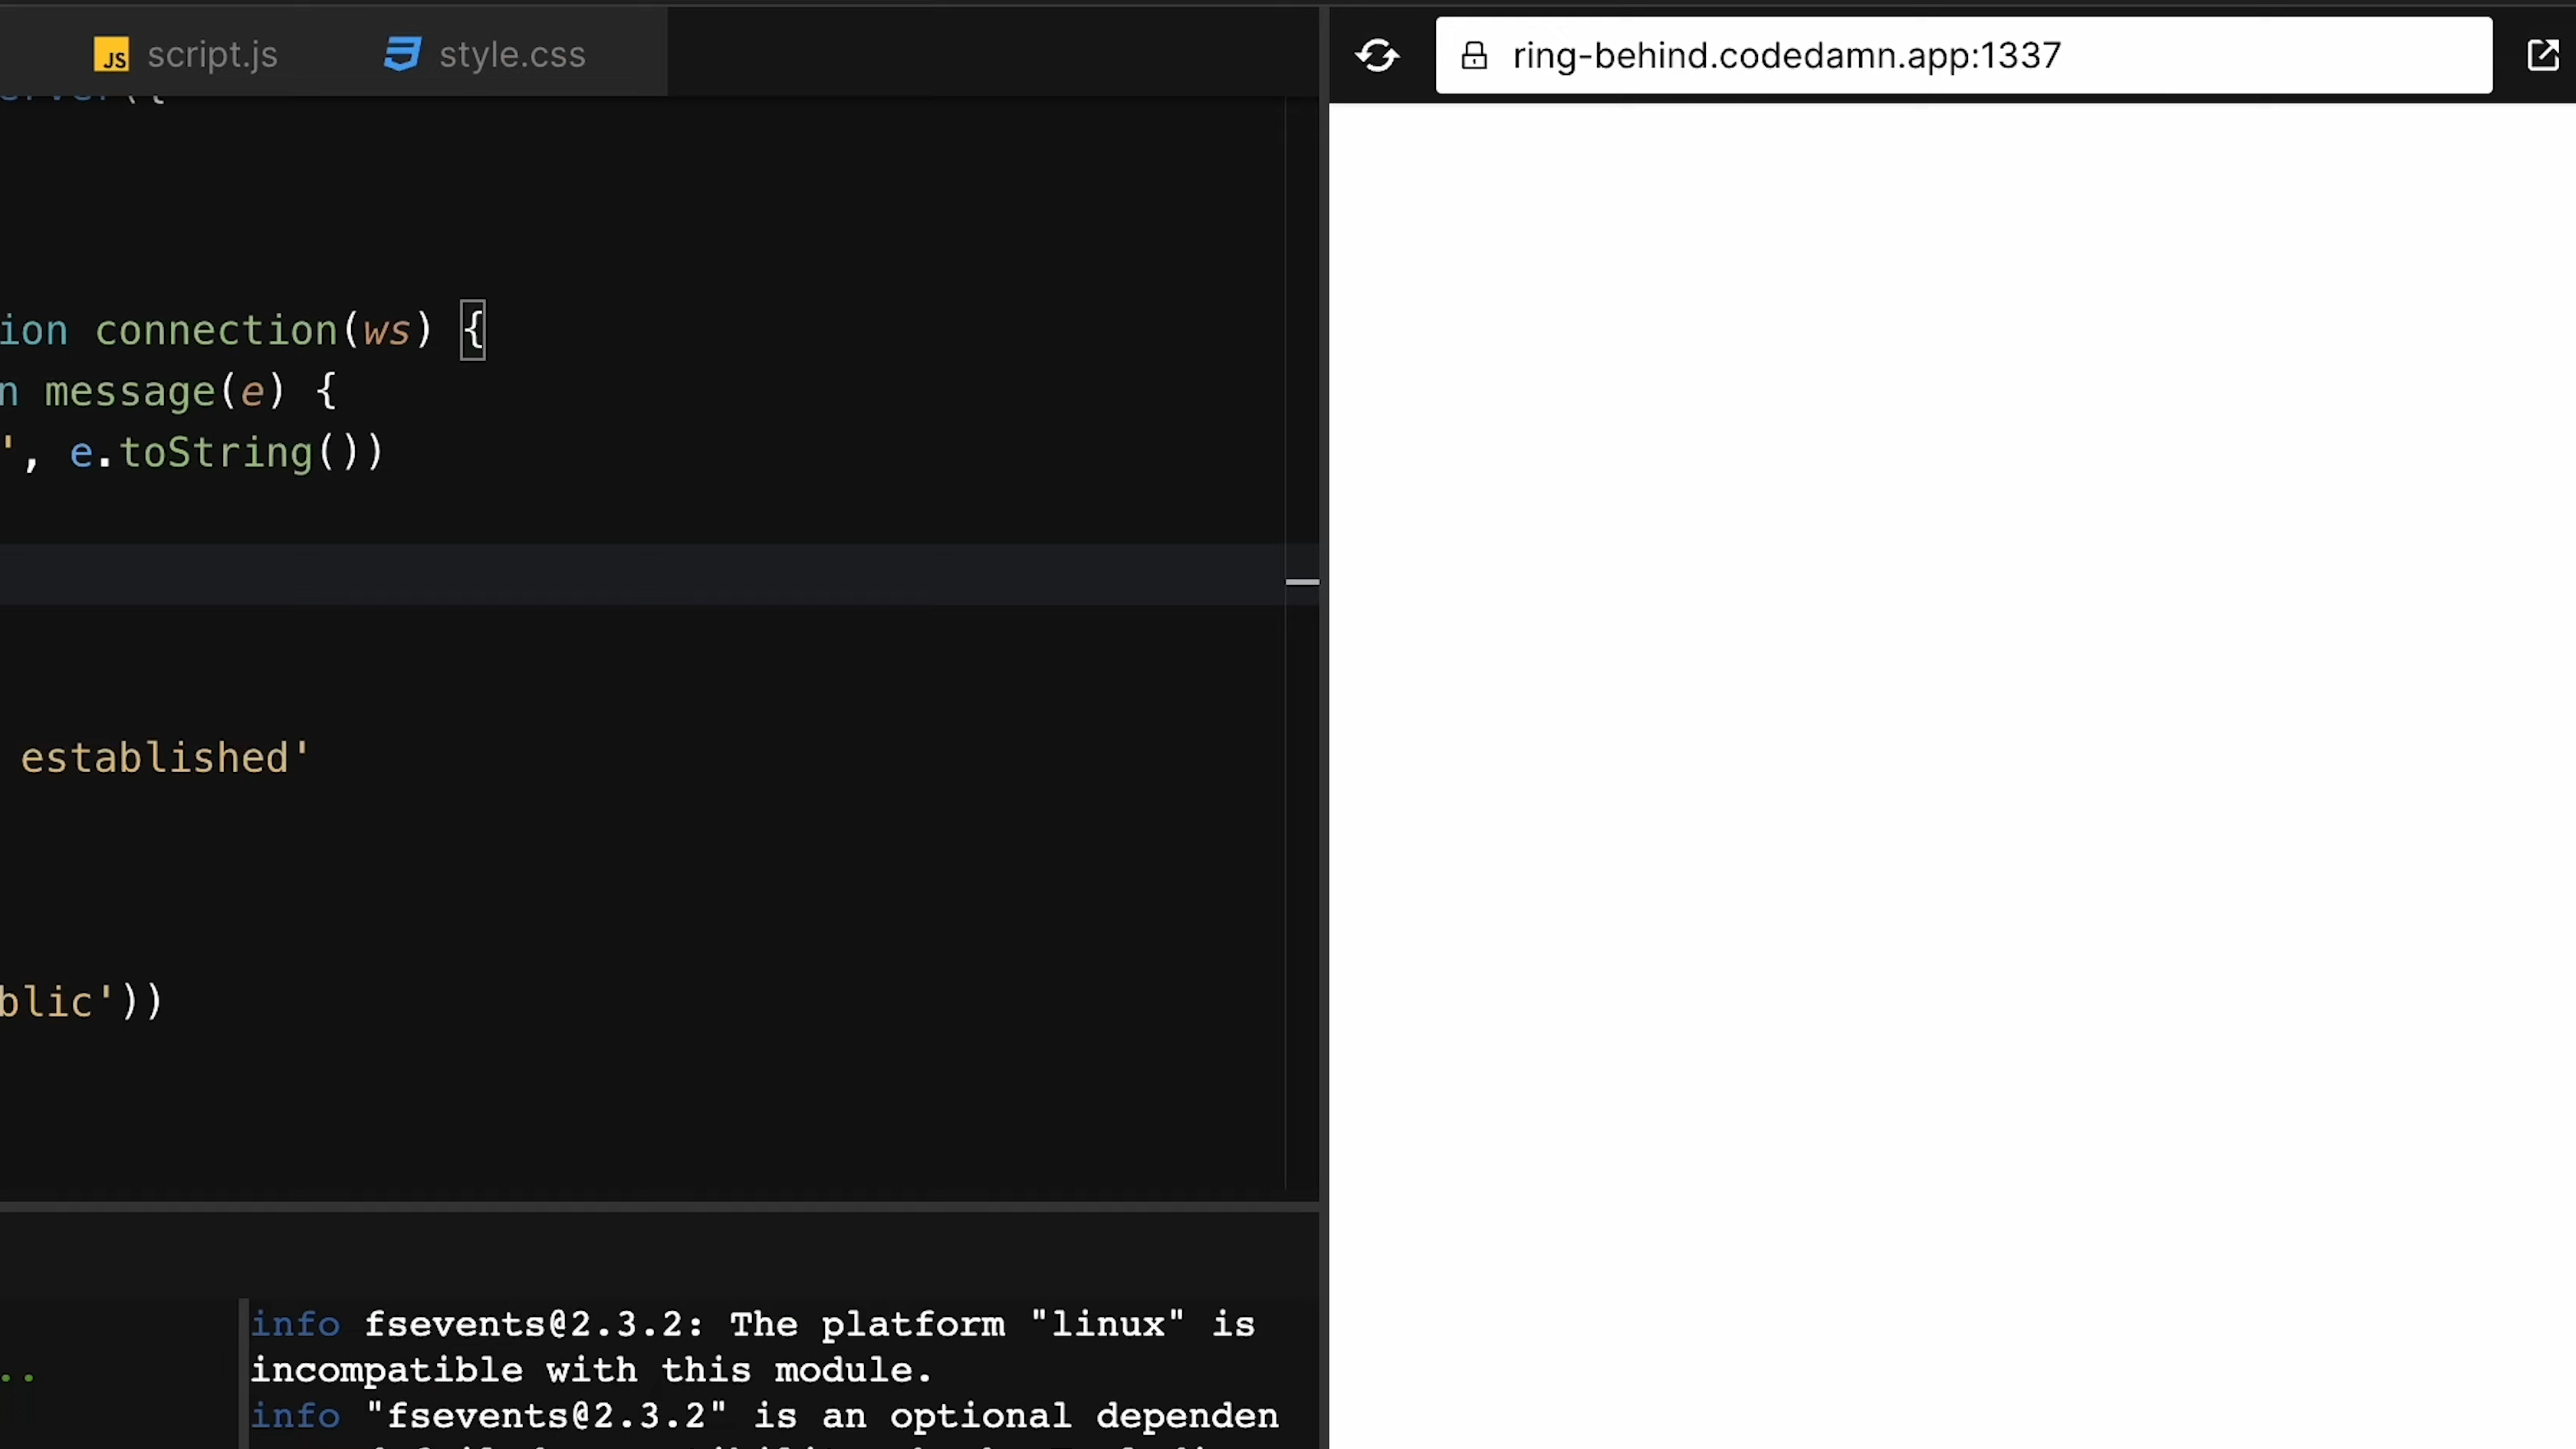 JS script.js style.css
ring-behind.codedamn.app:1337
erver({
ion connection(ws) {
n message(e) {
', e.toString())
established'
blic'))
info fsevents@2.3.2: The platform "linux" is
incompatible with this module.
..
info "fsevents@2.3.2" is an optional dependen